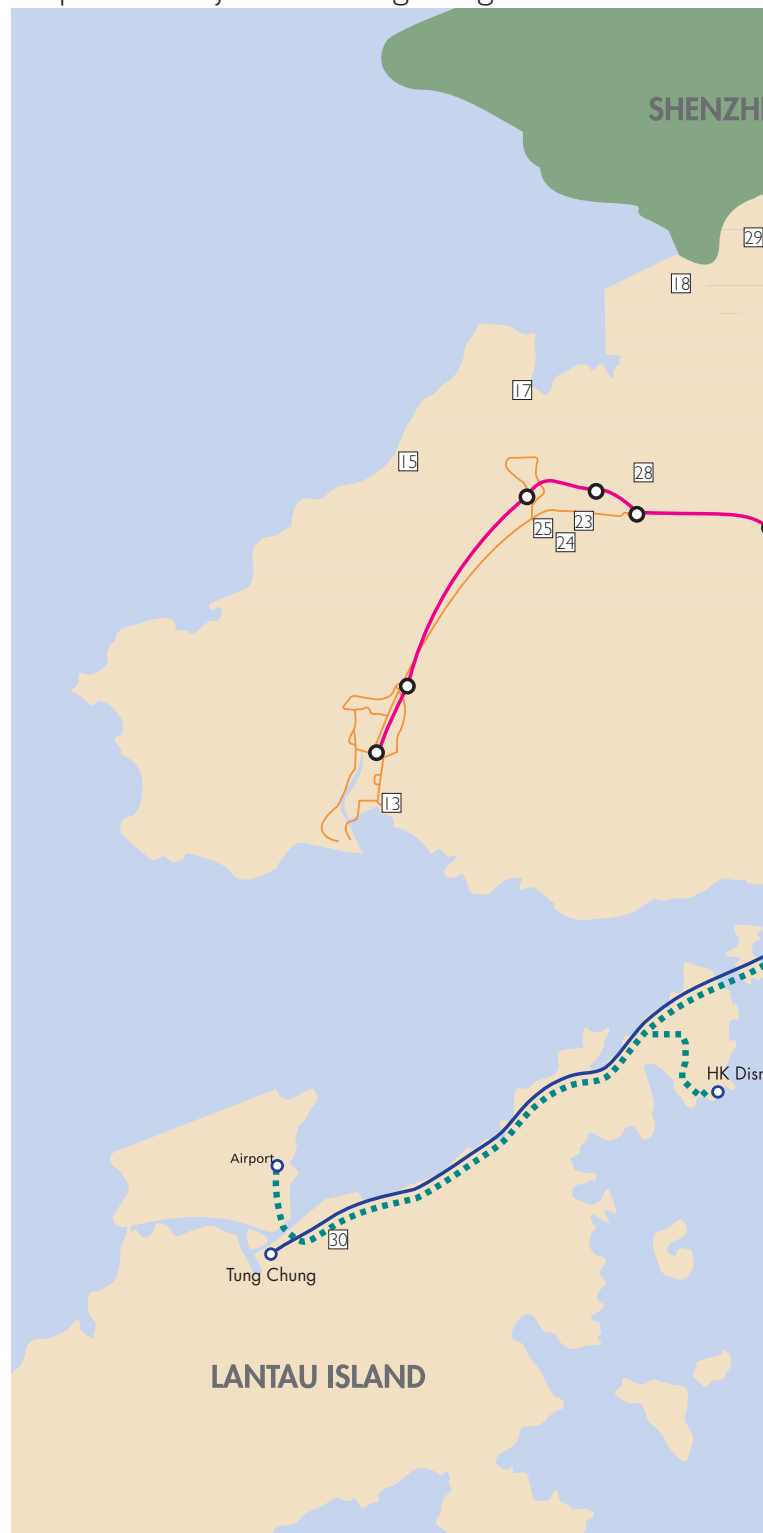 SHENZH
29
18
17
15
28
25
23
24
13
HK Disn
Airport
30
Tung Chung
LANTAU ISLAND